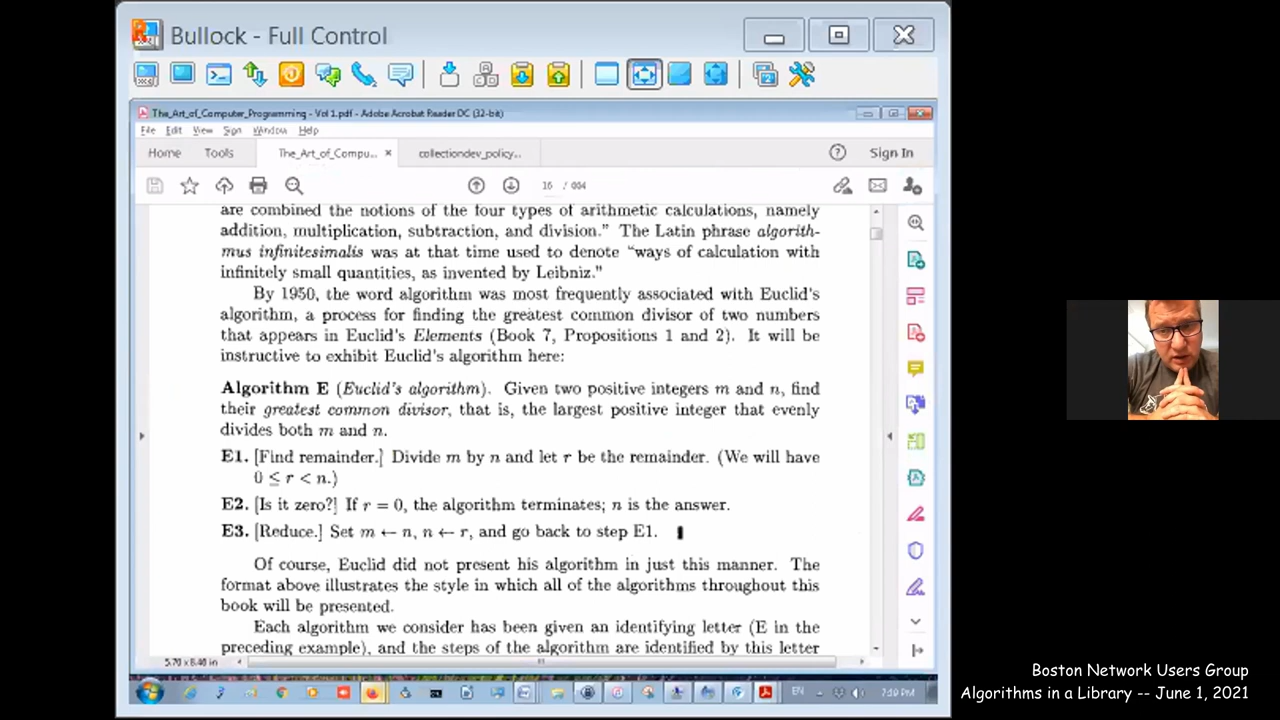 Bullock - Full Control
The_Art_of_Computer_Programming - Vol 1.pdf - Adobe Acrobat Reader DC (32-bit)
File Edit View Sign Window Help
Home Tools The_Art_of_Compu... × collectiondev_policy... Sign In
16 / 664
are combined the notions of the four types of arithmetic calculations, namely
addition, multiplication, subtraction, and division.” The Latin phrase algorith-
mus infinitesimalis was at that time used to denote “ways of calculation with
infinitely small quantities, as invented by Leibniz.”
By 1950, the word algorithm was most frequently associated with Euclid’s
algorithm, a process for finding the greatest common divisor of two numbers
that appears in Euclid’s Elements (Book 7, Propositions 1 and 2). It will be
instructive to exhibit Euclid’s algorithm here:
Algorithm E (Euclid’s algorithm). Given two positive integers m and n, find
their greatest common divisor, that is, the largest positive integer that evenly
divides both m and n.
E1. [Find remainder.] Divide m by n and let r be the remainder. (We will have
0 ≤ r < n.)
E2. [Is it zero?] If r = 0, the algorithm terminates; n is the answer.
E3. [Reduce.] Set m ← n, n ← r, and go back to step E1.
Of course, Euclid did not present his algorithm in just this manner. The
format above illustrates the style in which all of the algorithms throughout this
book will be presented.
Each algorithm we consider has been given an identifying letter (E in the
preceding example), and the steps of the algorithm are identified by this letter
5.70 x 8.40 in
EN 7:19 PM
Boston Network Users Group
Algorithms in a Library -- June 1, 2021